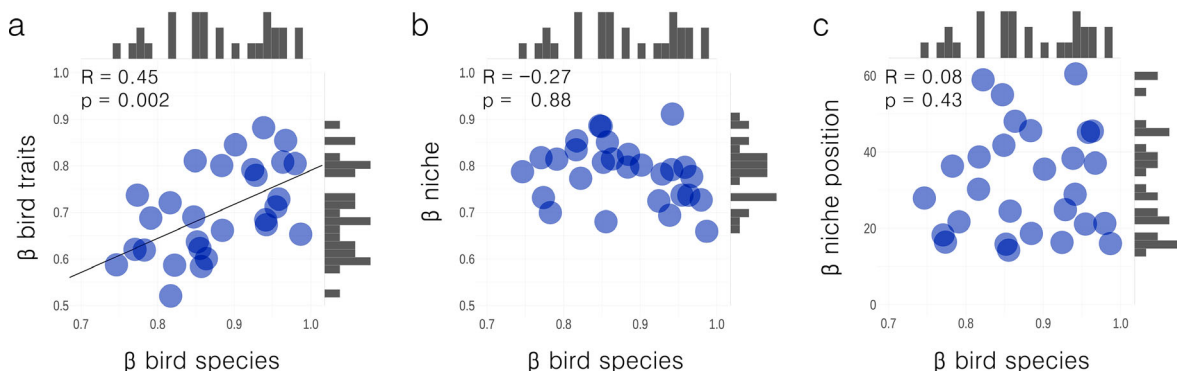 a
R = 0.45
p = 0.002
β bird traits
1.0
0.9
0.8
0.7
0.6
0.5
0.7
0.8
0.9
1.0
β bird species
b
R = −0.27
p = 0.88
β niche
1.0
0.9
0.8
0.7
0.6
0.5
0.7
0.8
0.9
1.0
β bird species
c
R = 0.08
p = 0.43
β niche position
60
40
20
0
0.7
0.8
0.9
1.0
β bird species